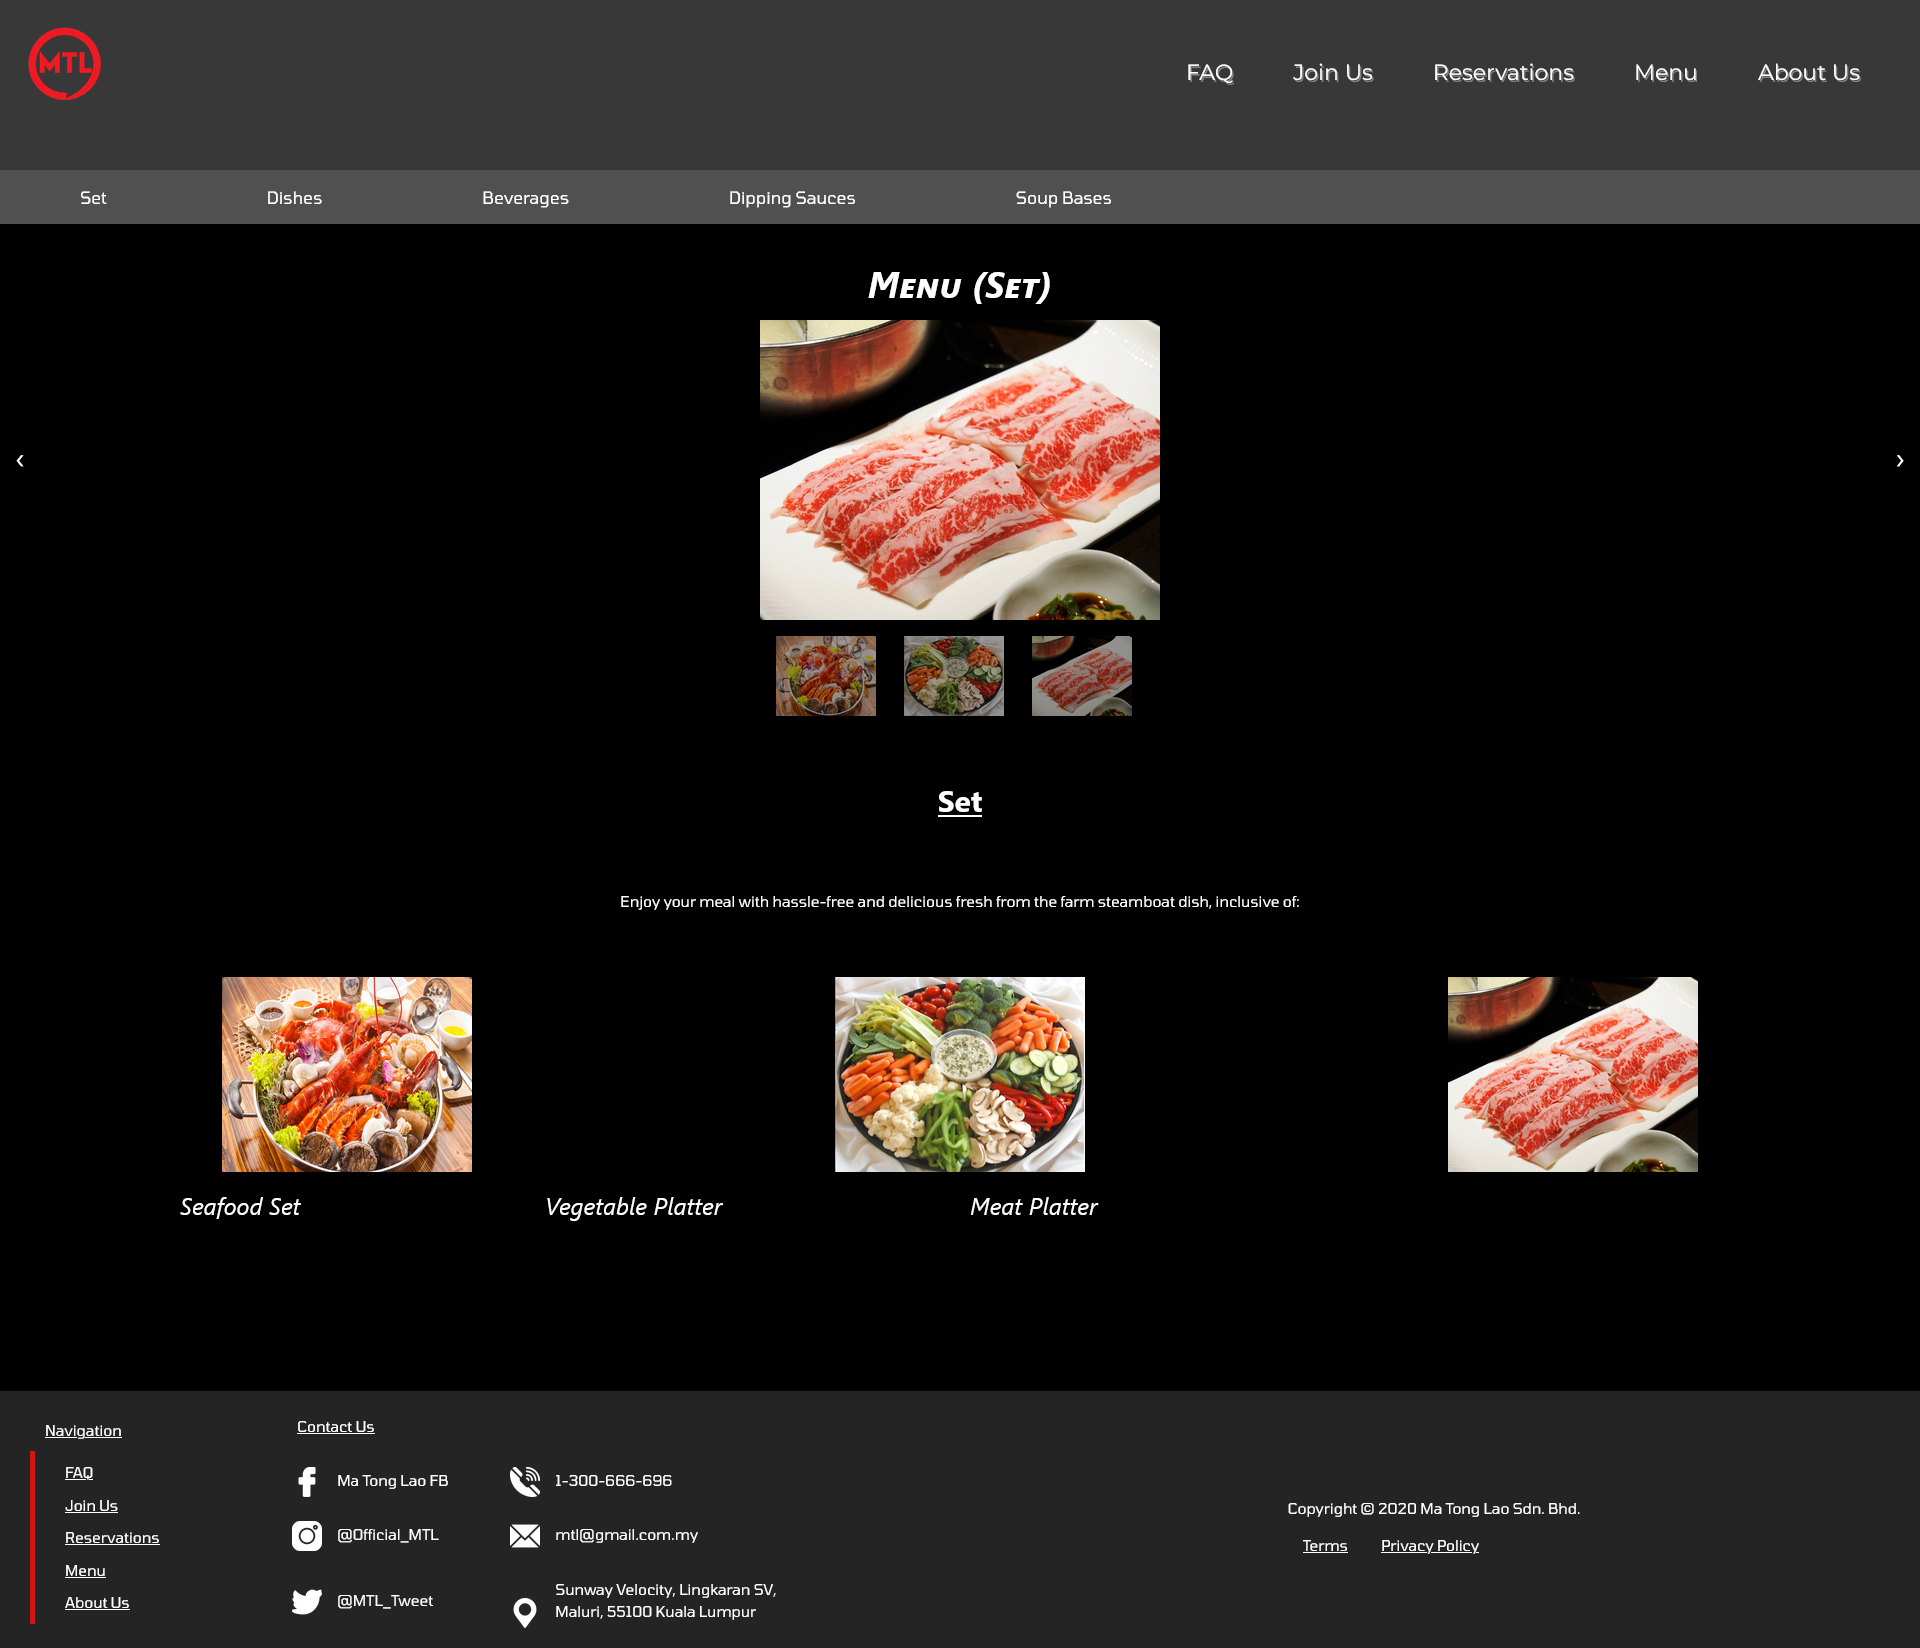 MTL
FAQ
Join Us
Reservations
Menu
About Us
Set
Dishes
Beverages
Dipping Sauces
Soup Bases
Menu (Set)
‹
›
Set
Enjoy your meal with hassle-free and delicious fresh from the farm steamboat dish, inclusive of:
Seafood Set
Vegetable Platter
Meat Platter
Navigation
FAQ
Join Us
Reservations
Menu
About Us
Contact Us
Ma Tong Lao FB
1-300-666-696
@Official_MTL
mtl@gmail.com.my
@MTL_Tweet
Sunway Velocity, Lingkaran SV,
Maluri, 55100 Kuala Lumpur
Copyright © 2020 Ma Tong Lao Sdn. Bhd.
Terms
Privacy Policy